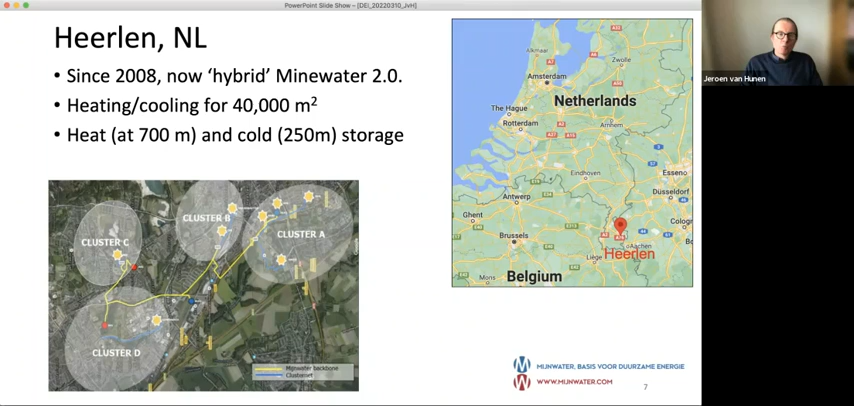 PowerPoint Slide Show – [DEI_20220310_JvH]
Heerlen, NL
• Since 2008, now ‘hybrid’ Minewater 2.0.
• Heating/cooling for 40,000 m²
• Heat (at 700 m) and cold (250m) storage
CLUSTER B
CLUSTER A
CLUSTER C
CLUSTER D
Minewater backbone
Clusternet
Alkmaar
Zwolle
Amsterdam
Netherlands
The Hague
Rotterdam
Arnhem
Eindhoven
Essen
Düsseldorf
Antwerp
Ghent
Colog
Brussels
Aachen
Heerlen
Liège
Mons
Belgium
MIJNWATER, BASIS VOOR DUURZAME ENERGIE
WWW.MIJNWATER.COM
7
Jeroen van Hunen